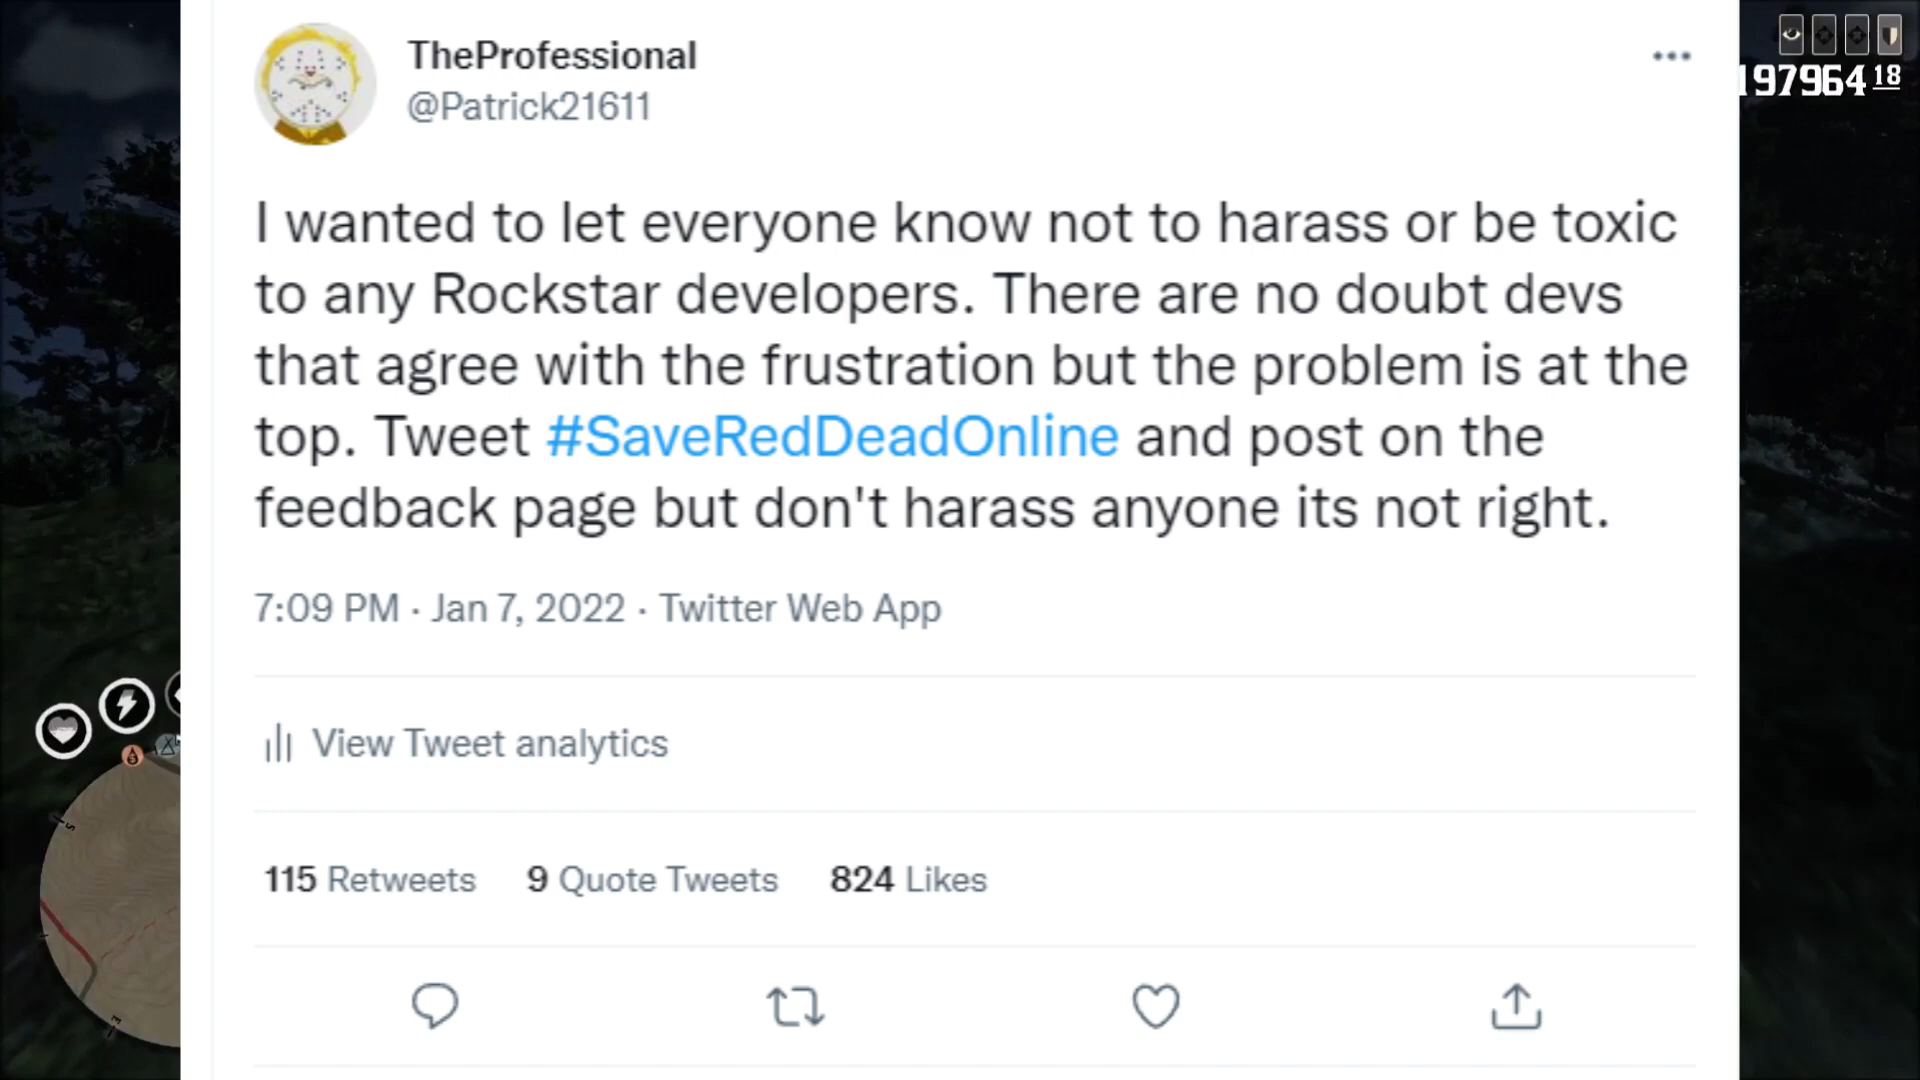 TheProfessional
@Patrick21611
197964 18
I wanted to let everyone know not to harass or be toxic
to any Rockstar developers. There are no doubt devs
that agree with the frustration but the problem is at the
top. Tweet #SaveRedDeadOnline and post on the
feedback page but don't harass anyone its not right.
7:09 PM · Jan 7, 2022 · Twitter Web App
View Tweet analytics
115 Retweets 9 Quote Tweets 824 Likes
S
E